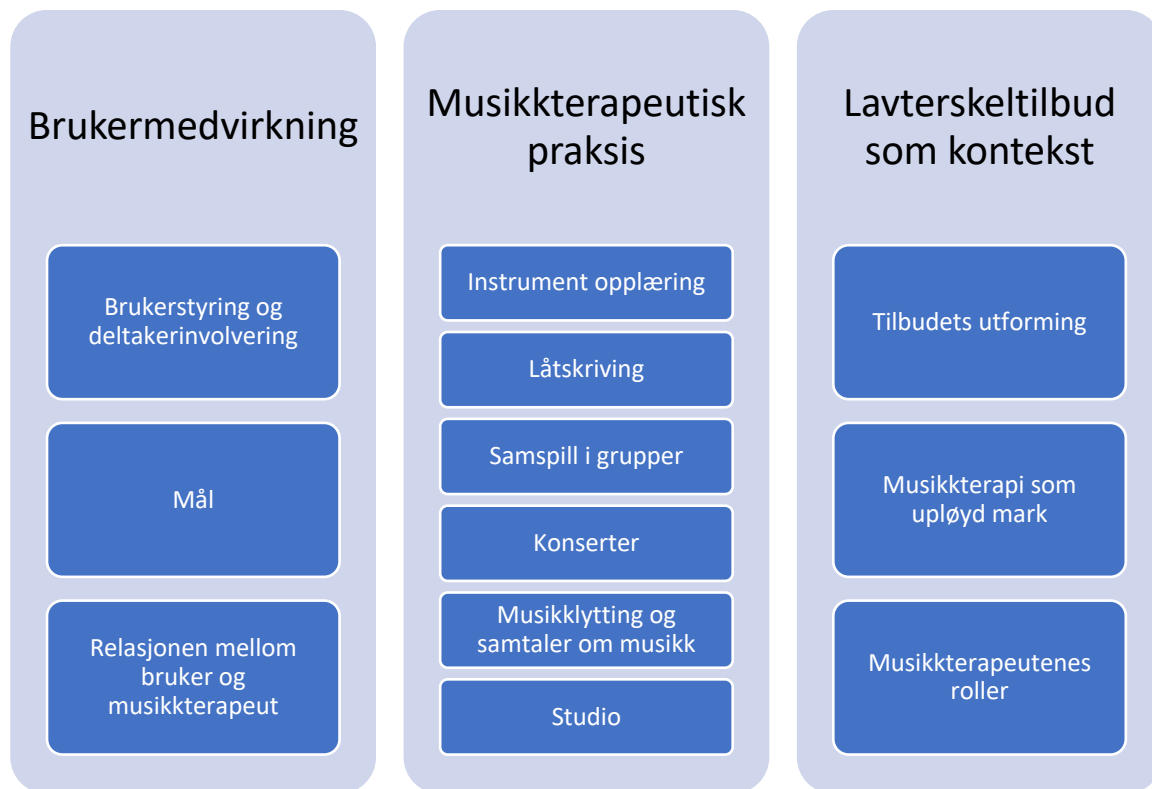 Brukermedvirkning
Brukerstyring og
deltakerinvolvering
Mål
Relasjonen mellom
bruker og
musikkterapeut
Musikkterapeutisk
praksis
Instrument opplæring
Låtskriving
Samspill i grupper
Konserter
Musikklytting og
samtaler om musikk
Studio
Lavterskeltilbud
som kontekst
Tilbudets utforming
Musikkterapi som
upløyd mark
Musikkterapeutenes
roller